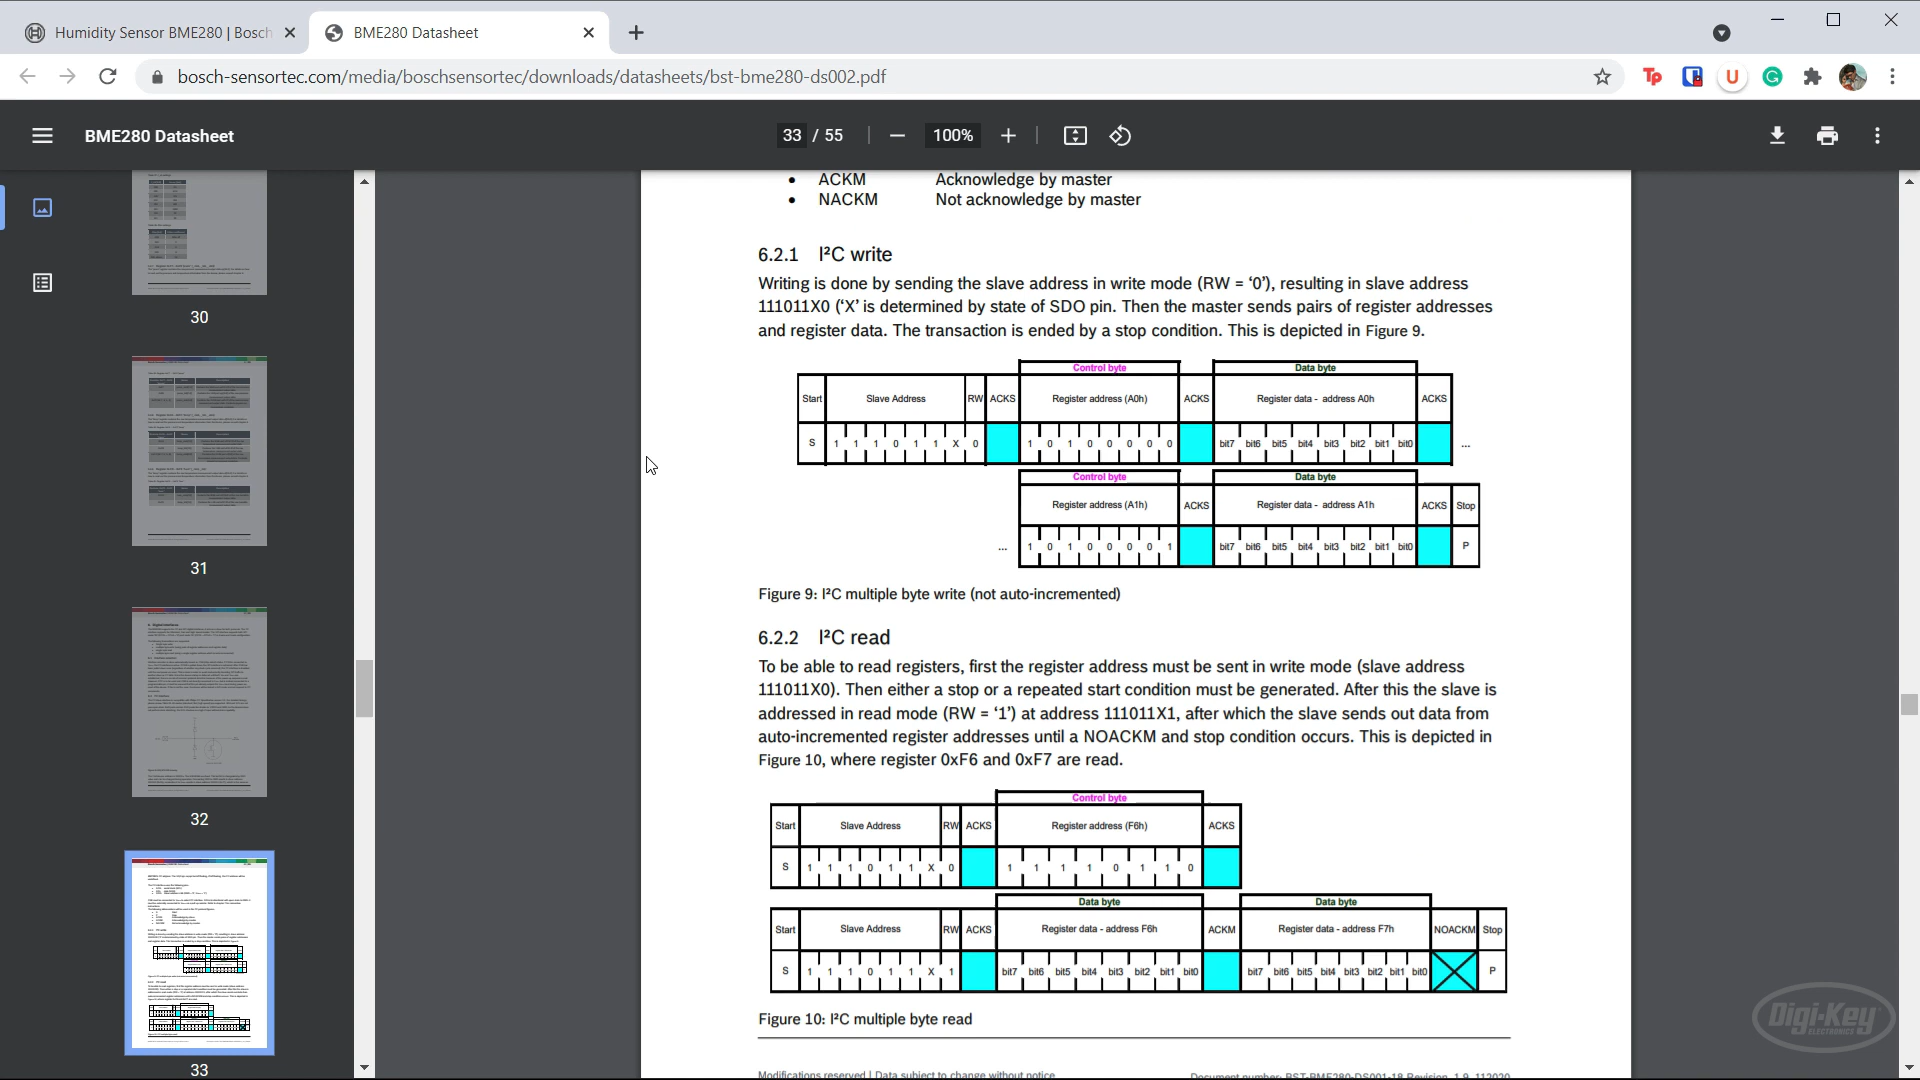 Humidity Sensor BME280 | Bosch
BME280 Datasheet
bosch-sensortec.com/media/boschsensortec/downloads/datasheets/bst-bme280-ds002.pdf
BME280 Datasheet
33 / 55
100%
30
31
32
33
• ACKM Acknowledge by master
• NACKM Not acknowledge by master
6.2.1 I²C write
Writing is done by sending the slave address in write mode (RW = ‘0’), resulting in slave address
111011X0 (‘X’ is determined by state of SDO pin. Then the master sends pairs of register addresses
and register data. The transaction is ended by a stop condition. This is depicted in Figure 9.
Control byte Data byte
Start Slave Address RW ACKS Register address (A0h) ACKS Register data - address A0h ACKS
S 1 1 1 0 1 1 X 0 1 0 1 0 0 0 0 0 bit7 bit6 bit5 bit4 bit3 bit2 bit1 bit0 ...
Control byte Data byte
Register address (A1h) ACKS Register data - address A1h ACKS Stop
... 1 0 1 0 0 0 0 1 bit7 bit6 bit5 bit4 bit3 bit2 bit1 bit0 P
Figure 9: I²C multiple byte write (not auto-incremented)
6.2.2 I²C read
To be able to read registers, first the register address must be sent in write mode (slave address
111011X0). Then either a stop or a repeated start condition must be generated. After this the slave is
addressed in read mode (RW = ‘1’) at address 111011X1, after which the slave sends out data from
auto-incremented register addresses until a NOACKM and stop condition occurs. This is depicted in
Figure 10, where register 0xF6 and 0xF7 are read.
Control byte
Start Slave Address RW ACKS Register address (F6h) ACKS
S 1 1 1 0 1 1 X 0 1 1 1 1 0 1 1 0
Data byte Data byte
Start Slave Address RW ACKS Register data - address F6h ACKM Register data - address F7h NOACKM Stop
S 1 1 1 0 1 1 X 1 bit7 bit6 bit5 bit4 bit3 bit2 bit1 bit0 bit7 bit6 bit5 bit4 bit3 bit2 bit1 bit0 P
Figure 10: I²C multiple byte read
Modifications reserved | Data subject to change without notice Document number: BST-BME280-DS001-18 Revision_1.9_112020
Digi-Key
ELECTRONICS